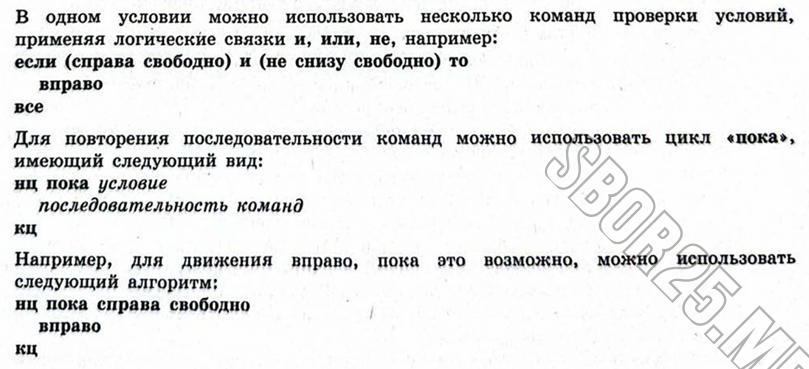 В одном условии можно использовать несколько команд проверки условий,
применяя логические связки и, или, не, например:
если (справа свободно) и (не снизу свободно) то
вправо
все
Для повторения последовательности команд можно использовать цикл «пока»,
имеющий следующий вид:
нц пока условие
последовательность команд
кц
Например, для движения вправо, пока это возможно, можно использовать
следующий алгоритм:
нц пока справа свободно
вправо
кц
SBOR25.ME